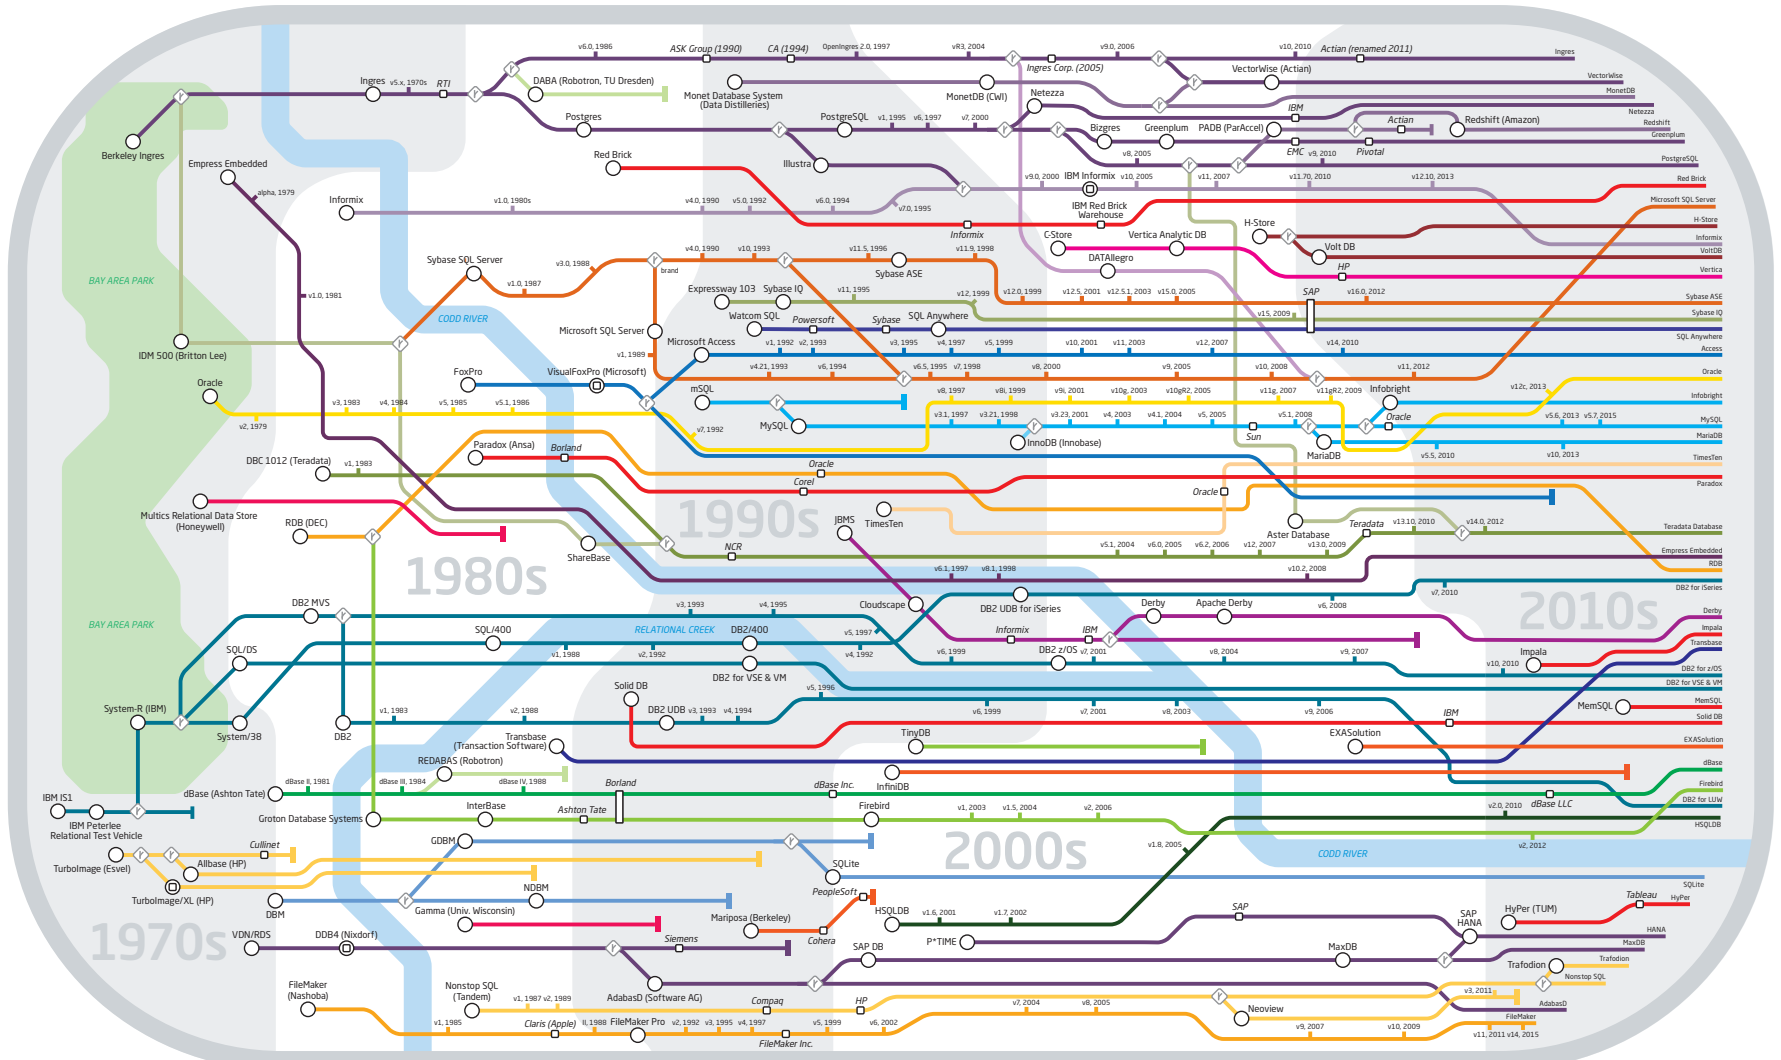 v6.0, 1986
ASK Group (1990)
CA (1994)
OpenIngres 2.0, 1997
vR3, 2004
v9.0, 2006
v10, 2010
Actian (renamed 2011)
Ingres
Ingres Corp. (2005)
Ingres
v5.x, 1970s
RTI
DABA (Robotron, TU Dresden)
Monet Database System
(Data Distilleries)
MonetDB (CWI)
VectorWise (Actian)
VectorWise
MonetDB
Netezza
IBM
Netezza
Berkeley Ingres
Postgres
PostgreSQL
v1, 1995
v6, 1997
v7, 2000
Bizgres
Greenplum
PADB (ParAccel)
Actian
Redshift (Amazon)
Redshift
Greenplum
EMC
Pivotal
Empress Embedded
Red Brick
Illustra
v8, 2005
v9, 2010
PostgreSQL
alpha, 1979
v9.0, 2000
IBM Informix
v10, 2005
v11, 2007
v11.70, 2010
v12.10, 2013
Red Brick
Informix
v1.0, 1980s
v4.0, 1990
v5.0, 1992
v6.0, 1994
v7.0, 1995
IBM Red Brick
Warehouse
Microsoft SQL Server
Informix
H-Store
H-Store
C-Store
Vertica Analytic DB
Volt DB
Informix
VoltDB
BAY AREA PARK
Sybase SQL Server
v3.0, 1988
v4.0, 1990
v10, 1993
v11.5, 1996
v11.9, 1998
brand
Sybase ASE
DATAllegro
HP
Vertica
v1.0, 1981
v1.0, 1987
Expressway 103
Sybase IQ
v11, 1995
v12, 1999
v12.0, 1999
v12.5, 2001
v12.5.1, 2003
v15.0, 2005
SAP
v16.0, 2012
Sybase ASE
CODD RIVER
Watcom SQL
Powersoft
Sybase
SQL Anywhere
v15, 2009
Sybase IQ
Microsoft SQL Server
SQL Anywhere
IDM 500 (Britton Lee)
v1, 1989
Microsoft Access
v1, 1992
v2, 1993
v3, 1995
v4, 1997
v5, 1999
v10, 2001
v11, 2003
v12, 2007
v14, 2010
Access
Oracle
FoxPro
VisualFoxPro (Microsoft)
v4.21, 1993
v6, 1994
v6.5, 1995
v7, 1998
v8, 2000
v9, 2005
v10, 2008
v11, 2012
Oracle
v2, 1979
v3, 1983
v4, 1984
v5, 1985
v5.1, 1986
mSQL
v8, 1997
v8i, 1999
v9i, 2001
v10g, 2003
v10gR2, 2005
v11g, 2007
v11gR2, 2009
Infobright
v12c, 2013
Infobright
v7, 1992
MySQL
v3.1, 1997
v3.21, 1998
v3.23, 2001
v4, 2003
v4.1, 2004
v5, 2005
Sun
v5.1, 2008
Oracle
v5.6, 2013
v5.7, 2015
MySQL
InnoDB (Innobase)
MariaDB
v5.5, 2010
v10, 2013
MariaDB
Paradox (Ansa)
Borland
DBC 1012 (Teradata)
v1, 1983
Oracle
TimesTen
Corel
Oracle
Paradox
Multics Relational Data Store
(Honeywell)
1990s
RDB (DEC)
ShareBase
NCR
JBMS
TimesTen
v5.1, 2004
v6.0, 2005
v6.2, 2006
v12, 2007
v13.0, 2009
Aster Database
Teradata
v13.10, 2010
v14.0, 2012
Teradata Database
1980s
v6.1, 1997
v8.1, 1998
v10.2, 2008
Empress Embedded
RDB
DB2 MVS
v3, 1993
v4, 1995
Cloudscape
DB2 UDB for iSeries
v6, 2008
v7, 2010
DB2 for iSeries
2010s
BAY AREA PARK
SQL/400
RELATIONAL CREEK
DB2/400
v5, 1997
Informix
IBM
Derby
Apache Derby
Derby
Impala
SQL/DS
v1, 1988
v2, 1992
v4, 1992
v6, 1999
DB2 z/OS
v7, 2001
v8, 2004
v9, 2007
Impala
v10, 2010
Transbase
DB2 for z/OS
DB2 for VSE & VM
DB2 for VSE & VM
System-R (IBM)
System/38
DB2
v1, 1983
v2, 1988
Solid DB
DB2 UDB
v3, 1993
v4, 1994
v5, 1996
v6, 1999
v7, 2001
v8, 2003
v9, 2006
IBM
MemSQL
MemSQL
Solid DB
Transbase
(Transaction Software)
TinyDB
EXASolution
EXASolution
REDABAS (Robotron)
dBase II, 1981
dBase III, 1984
dBase IV, 1988
Borland
dBase Inc.
InfiniDB
dBase
dBase (Ashton Tate)
dBase LLC
Firebird
IBM IS1
IBM Peterlee
Relational Test Vehicle
Groton Database Systems
InterBase
Ashton Tate
Firebird
v1, 2003
v1.5, 2004
v2, 2006
v2.0, 2010
DB2 for LUW
HSQLDB
GDBM
2000s
v1.8, 2005
v2, 2012
CODD RIVER
Cullinet
TurboImage (Esvel)
Allbase (HP)
SQLite
SQLite
TurboImage/XL (HP)
DBM
NDBM
PeopleSoft
Gamma (Univ. Wisconsin)
Mariposa (Berkeley)
Cohera
HSQLDB
v1.6, 2001
v1.7, 2002
SAP
SAP
HANA
HyPer (TUM)
Tableau
HyPer
1970s
VDN/RDS
DDB4 (Nixdorf)
Siemens
P*TIME
HANA
SAP DB
MaxDB
MaxDB
Trafodion
Trafodion
AdabasD (Software AG)
Nonstop SQL
FileMaker
(Nashoba)
Nonstop SQL
(Tandem)
v1, 1987
v2, 1989
Compaq
HP
v3, 2011
AdabasD
v1, 1985
Claris (Apple)
II, 1988
FileMaker Pro
v2, 1992
v3, 1995
v4, 1997
FileMaker Inc.
v5, 1999
v6, 2002
v7, 2004
v8, 2005
Neoview
v9, 2007
v10, 2009
v11, 2011
v14, 2015
FileMaker